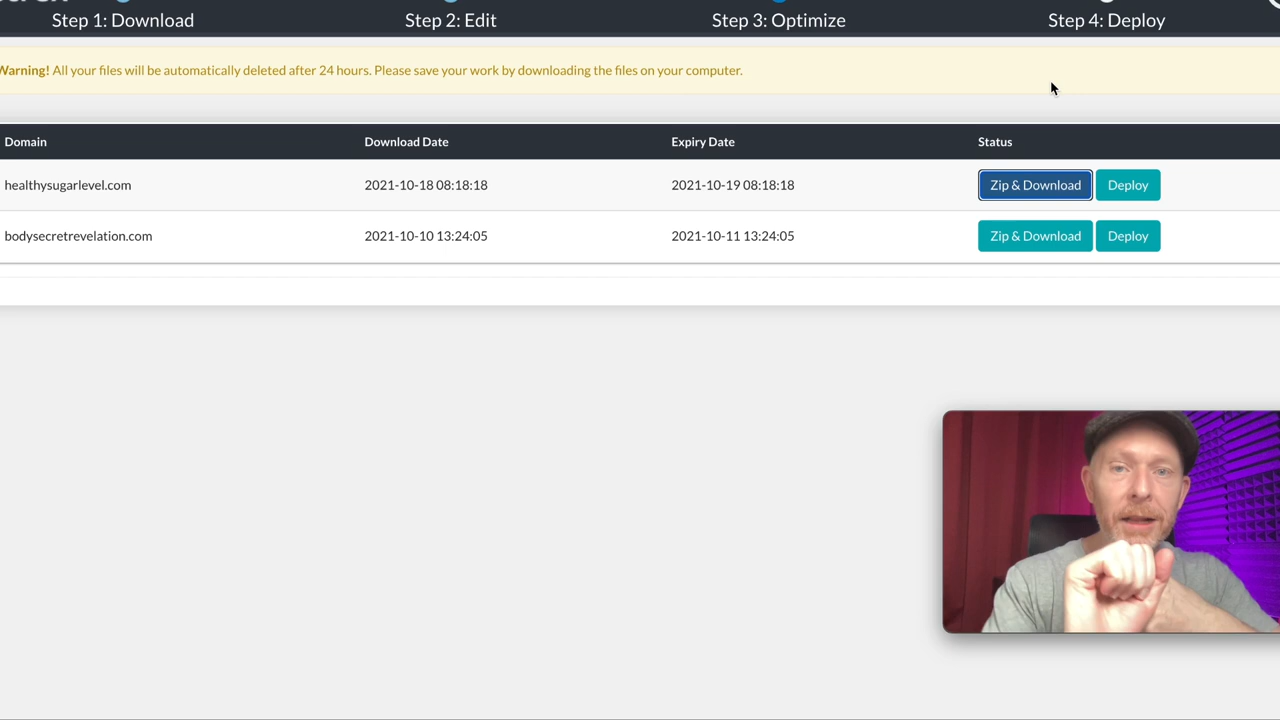 Step 1: Download Step 2: Edit Step 3: Optimize Step 4: Deploy
Warning! All your files will be automatically deleted after 24 hours. Please save your work by downloading the files on your computer.
Domain Download Date Expiry Date Status
healthysugarlevel.com 2021-10-18 08:18:18 2021-10-19 08:18:18 Zip & Download Deploy
bodysecretrevelation.com 2021-10-10 13:24:05 2021-10-11 13:24:05 Zip & Download Deploy